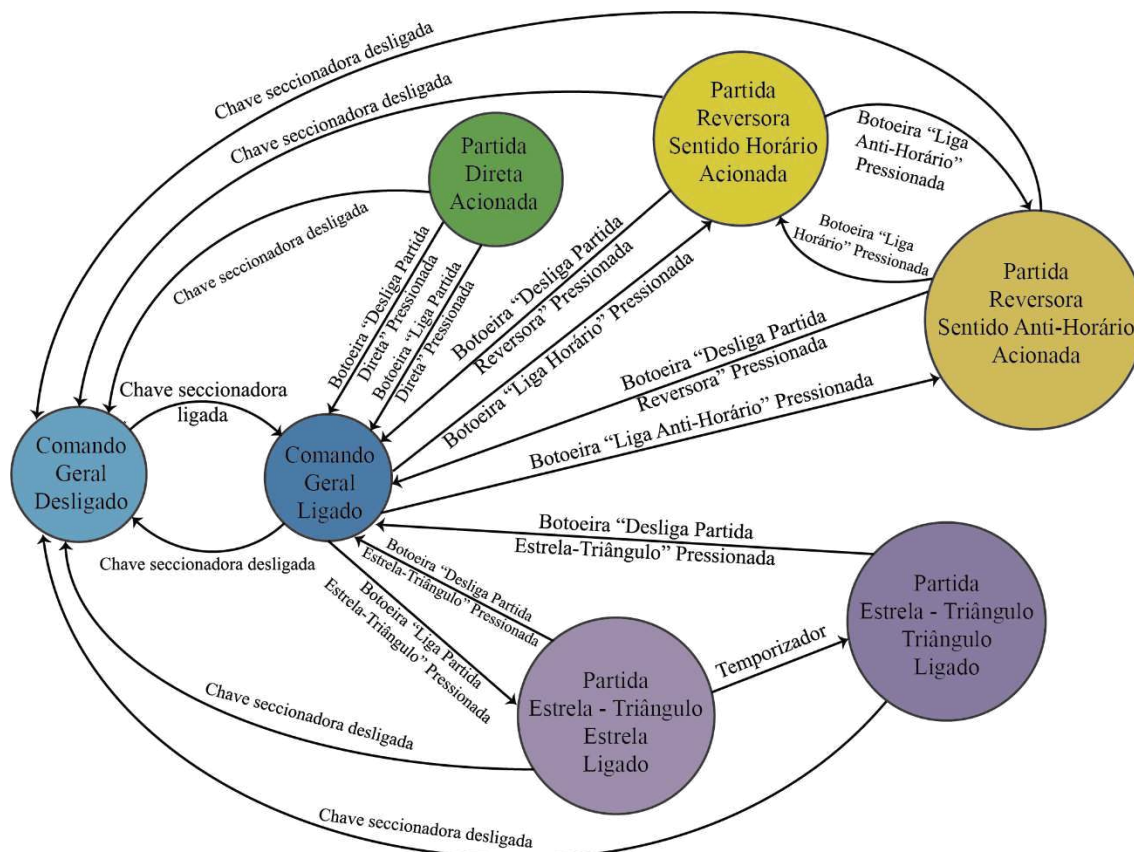 Chave seccionadora desligada
Chave seccionadora desligada
Partida
Reversora
Sentido Horário
Acionada
Botoeira “Liga
Anti-Horário”
Pressionada
Partida
Direta
Acionada
Chave seccionadora desligada
Botoeira “Desliga Partida
Direta” Pressionada
Botoeira “Liga Partida
Direta” Pressionada
Botoeira “Desliga Partida
Reversora” Pressionada
Botoeira “Liga Horário” Pressionada
Botoeira “Liga
Horário” Pressionada
Partida
Reversora
Sentido Anti-Horário
Acionada
Botoeira “Desliga Partida
Reversora” Pressionada
Botoeira “Liga Anti-Horário” Pressionada
Chave seccionadora
ligada
Comando
Geral
Desligado
Comando
Geral
Ligado
Chave seccionadora desligada
Botoeira “Desliga Partida
Estrela-Triângulo” Pressionada
Botoeira “Desliga Partida
Estrela-Triângulo” Pressionada
Botoeira “Liga Partida
Estrela-Triângulo” Pressionada
Partida
Estrela - Triângulo
Triângulo
Ligado
Temporizador
Partida
Estrela - Triângulo
Estrela
Ligado
Chave seccionadora desligada
Chave seccionadora desligada